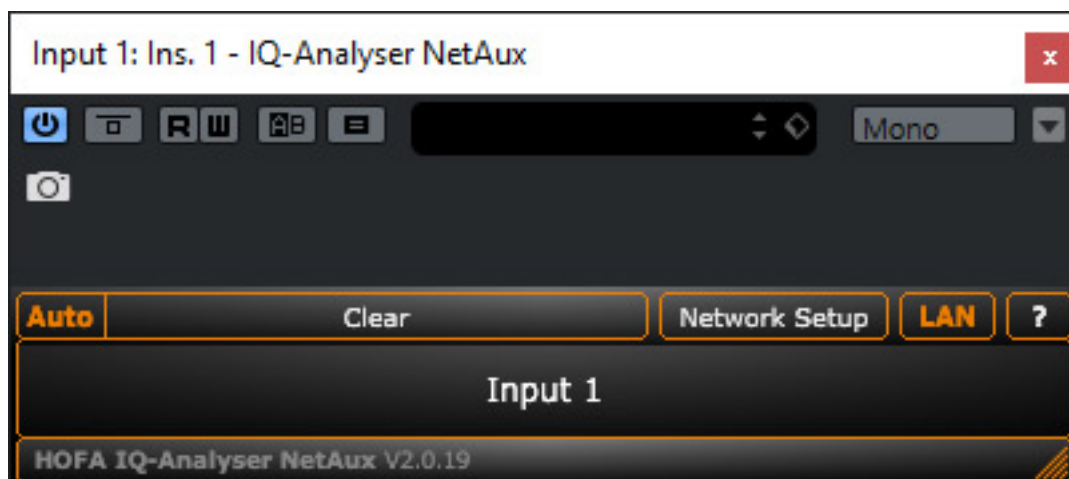 Input 1: Ins. 1 - IQ-Analyser NetAux x
R W AB Mono
Auto Clear Network Setup LAN ?
Input 1
HOFA IQ-Analyser NetAux V2.0.19